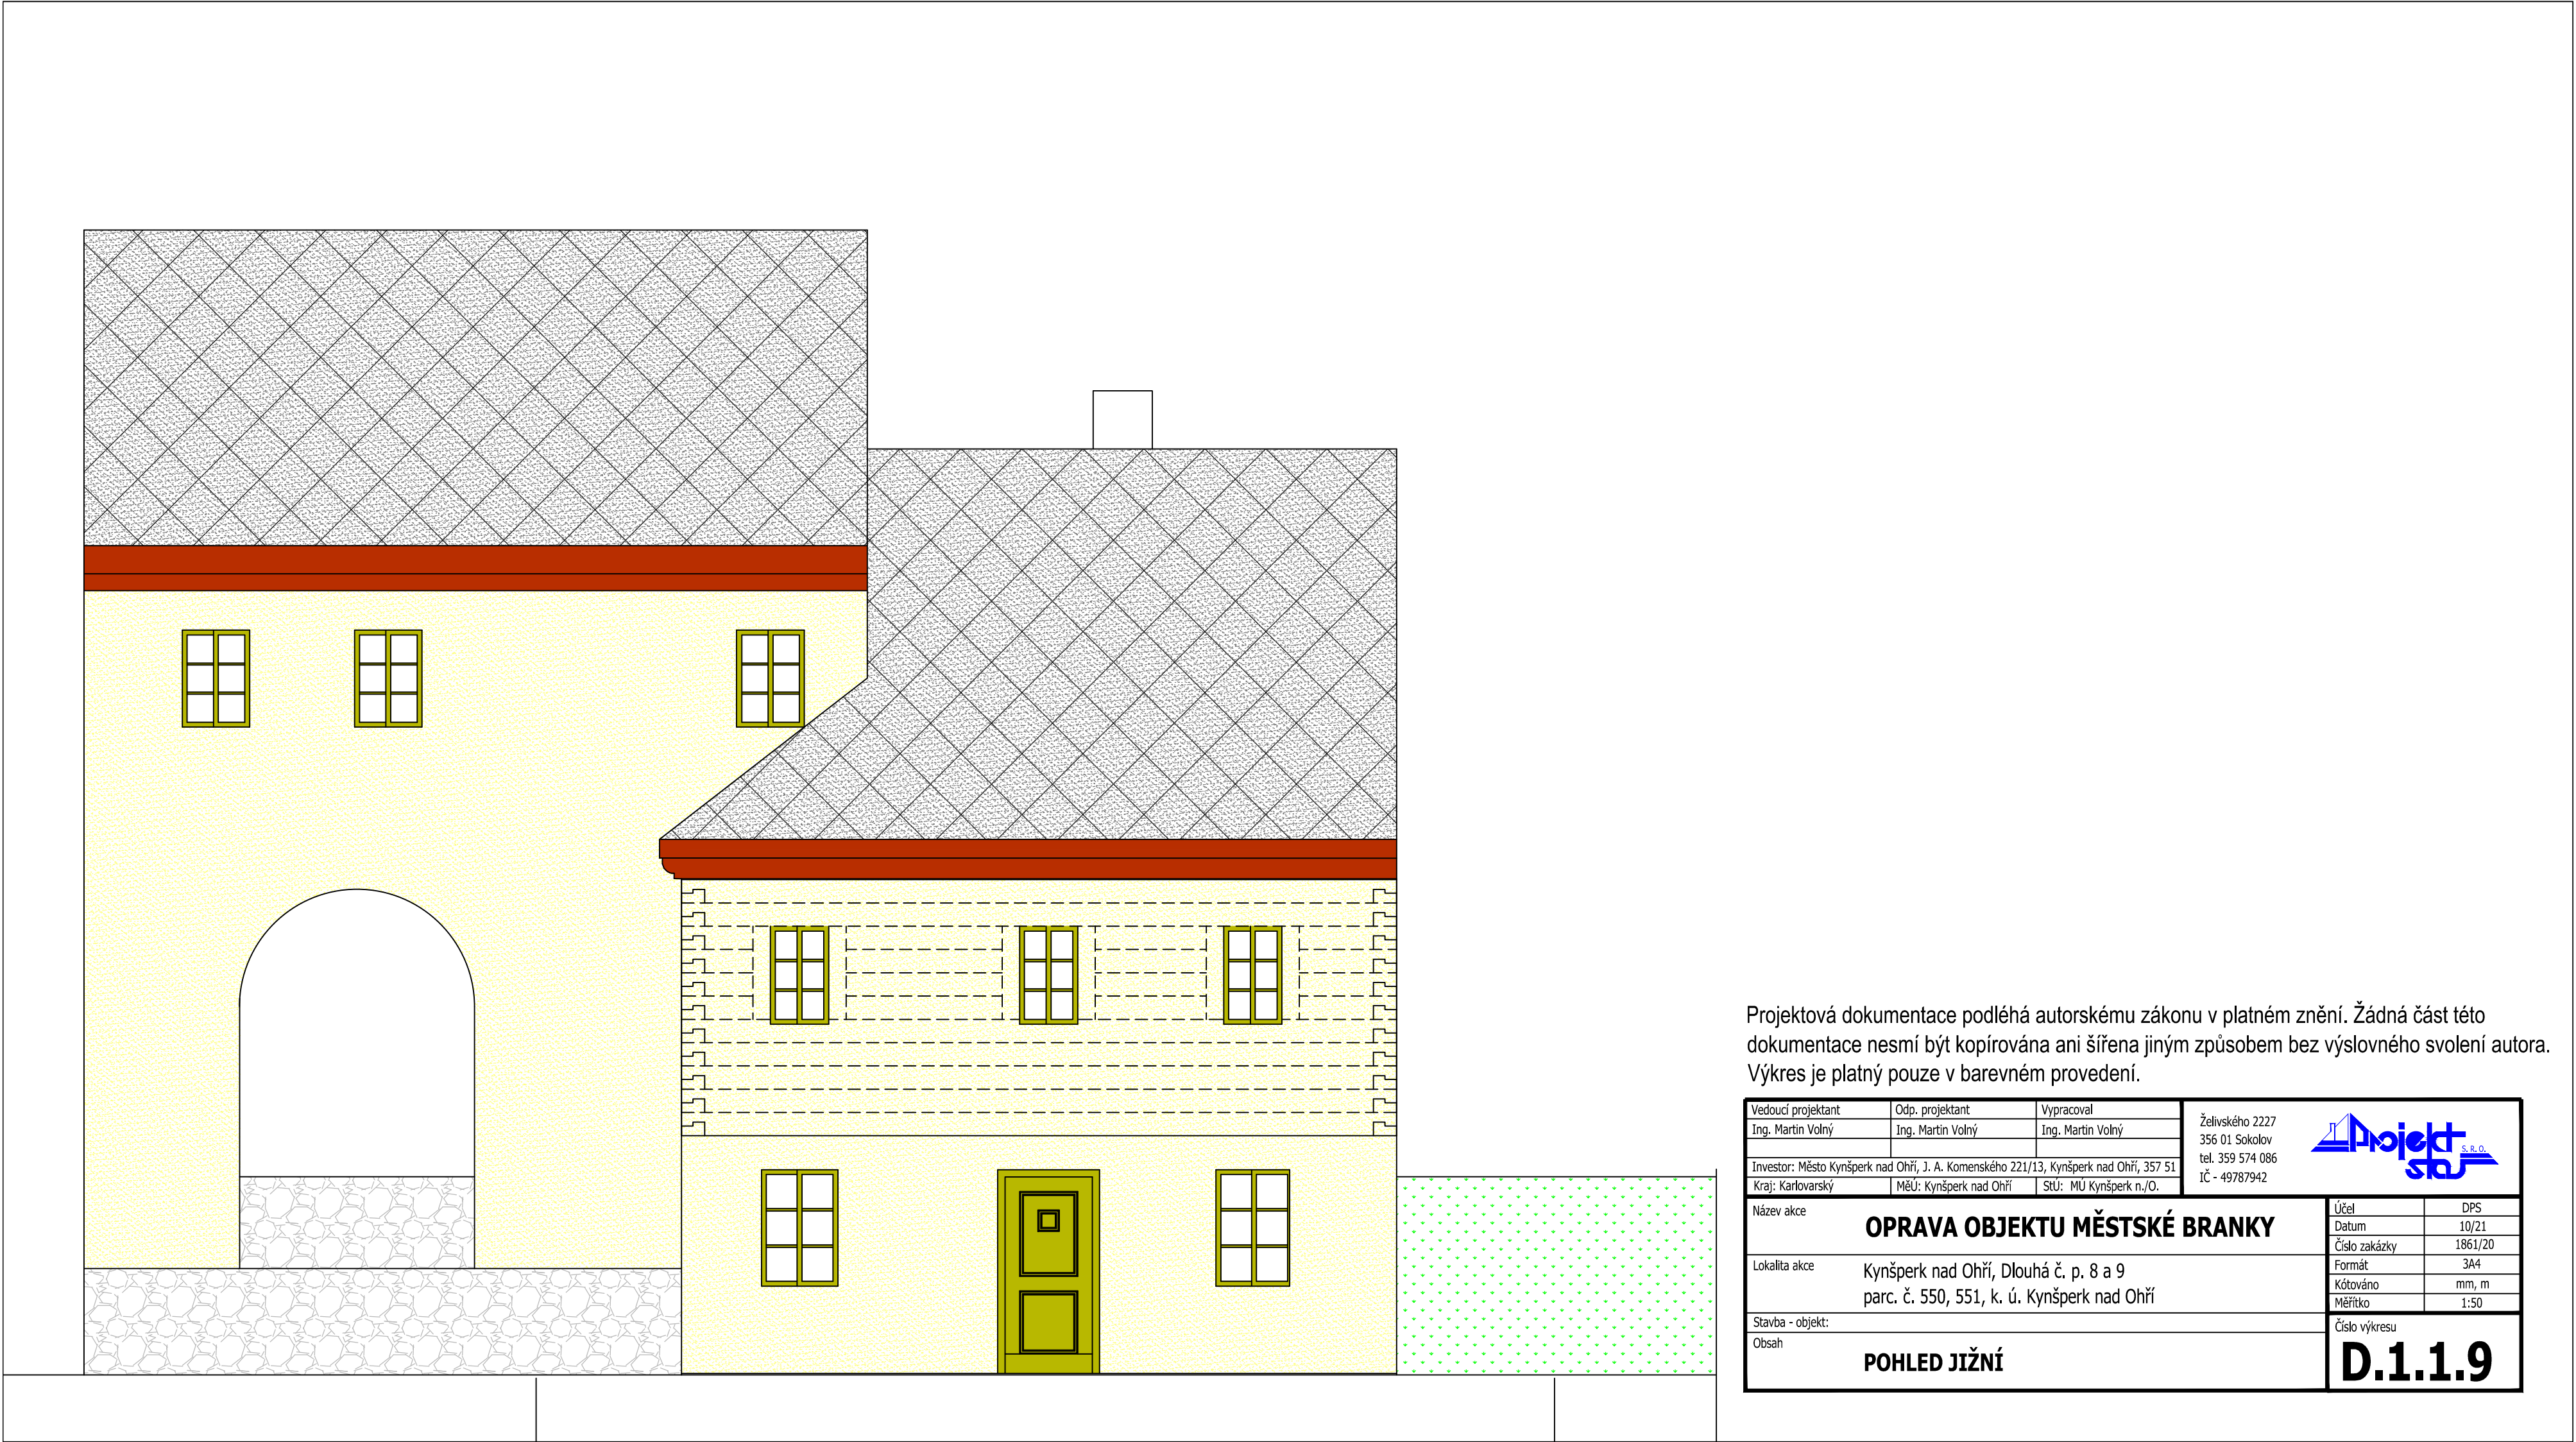 Projektová dokumentace podléhá autorskému zákonu v platném znění. Žádná část této
dokumentace nesmí být kopírována ani šířena jiným způsobem bez výslovného svolení autora.
Výkres je platný pouze v barevném provedení.
Vedoucí projektant Odp. projektant Vypracoval
Ing. Martin Volný Ing. Martin Volný Ing. Martin Volný
Investor: Město Kynšperk nad Ohří, J. A. Komenského 221/13, Kynšperk nad Ohří, 357 51
Kraj: Karlovarský MěÚ: Kynšperk nad Ohří StÚ: MÚ Kynšperk n./O.
Želivského 2227
356 01 Sokolov
tel. 359 574 086
IČ - 49787942
Projekt
stav S. R. O.
Název akce
OPRAVA OBJEKTU MĚSTSKÉ BRANKY
Lokalita akce
Kynšperk nad Ohří, Dlouhá č. p. 8 a 9
parc. č. 550, 551, k. ú. Kynšperk nad Ohří
Stavba - objekt:
Obsah
POHLED JIŽNÍ
Účel DPS
Datum 10/21
Číslo zakázky 1861/20
Formát 3A4
Kótováno mm, m
Měřítko 1:50
Číslo výkresu
D.1.1.9